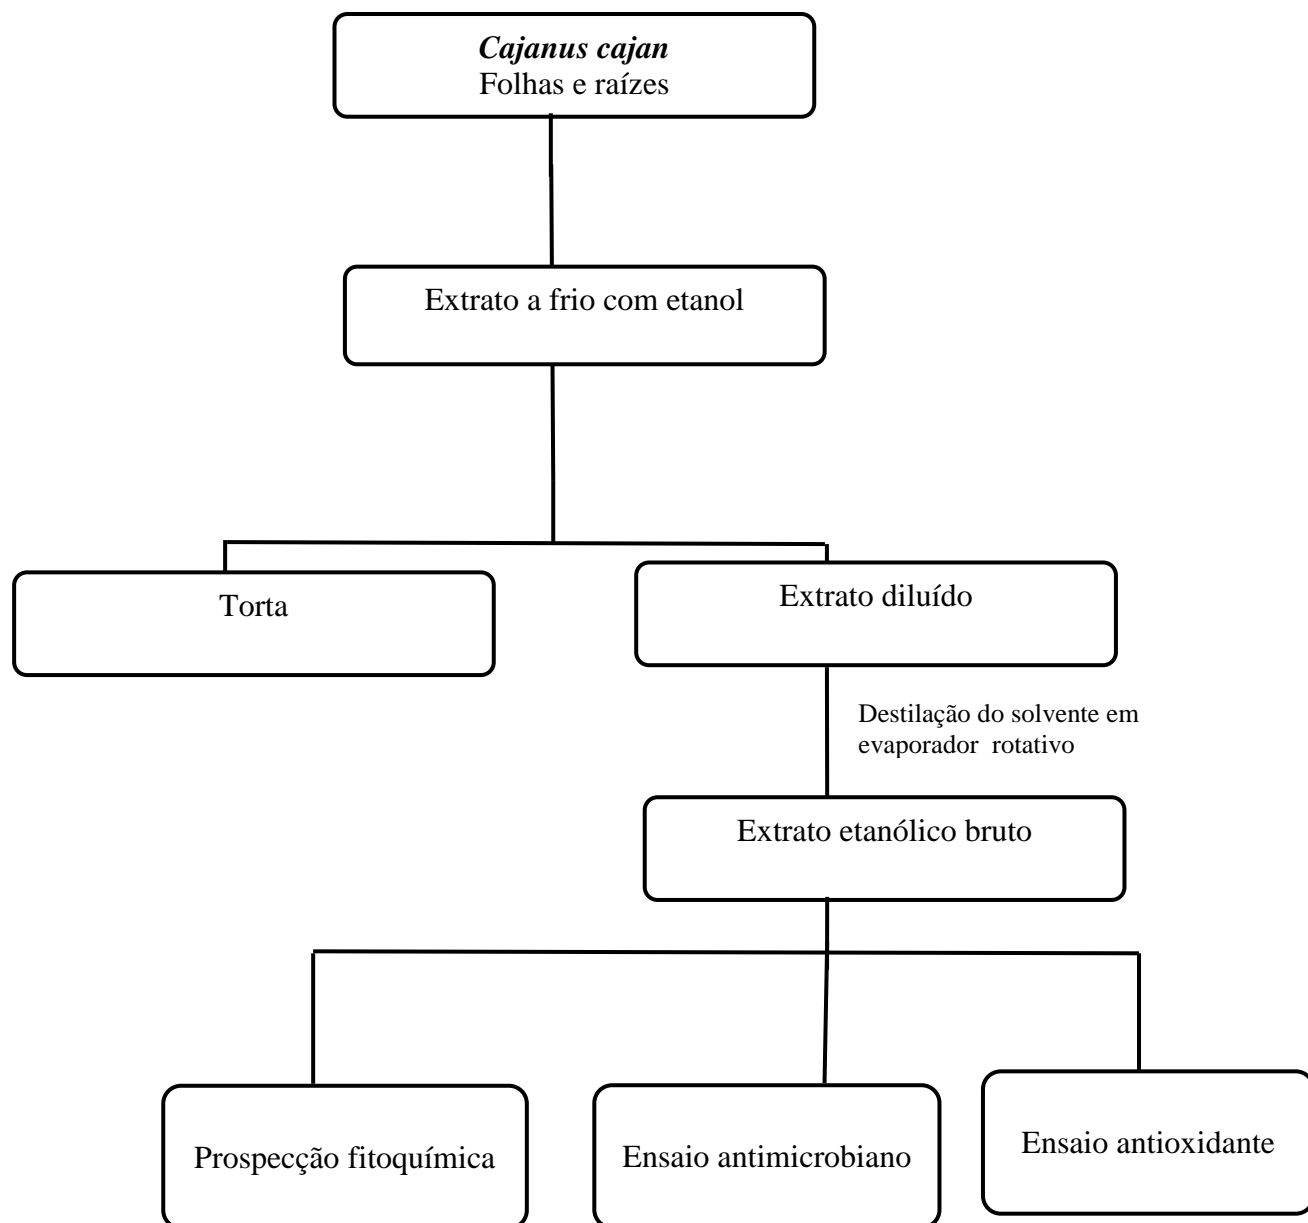 Cajanus cajan
Folhas e raízes
Extrato a frio com etanol
Torta
Extrato diluído
Destilação do solvente em
evaporador rotativo
Extrato etanólico bruto
Prospecção fitoquímica
Ensaio antimicrobiano
Ensaio antioxidante